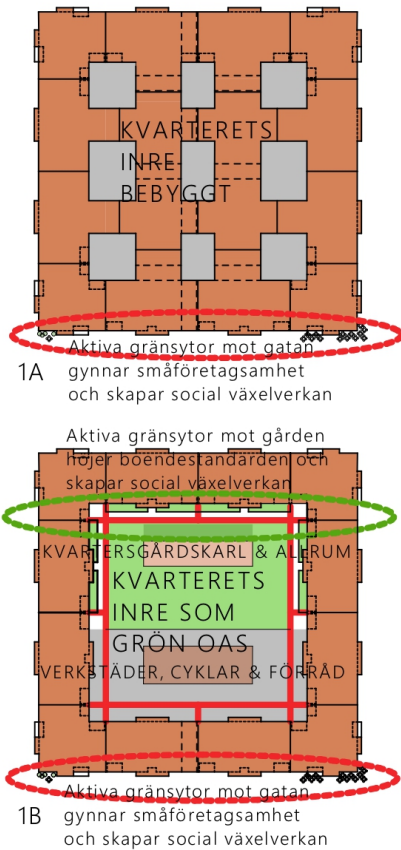 KVARTERETS
INRE
BEBYGGT
1A
Aktiva gränsytor mot gatan
gynnar småföretagsamhet
och skapar social växelverkan
Aktiva gränsytor mot gården
höjer boendestandarden och
skapar social växelverkan
KVARTERSGÅRDSKARL & ALLRUM
KVARTERETS
INRE SOM
GRÖN OAS
VERKSTÄDER, CYKLAR & FÖRRÅD
1B
Aktiva gränsytor mot gatan
gynnar småföretagsamhet
och skapar social växelverkan